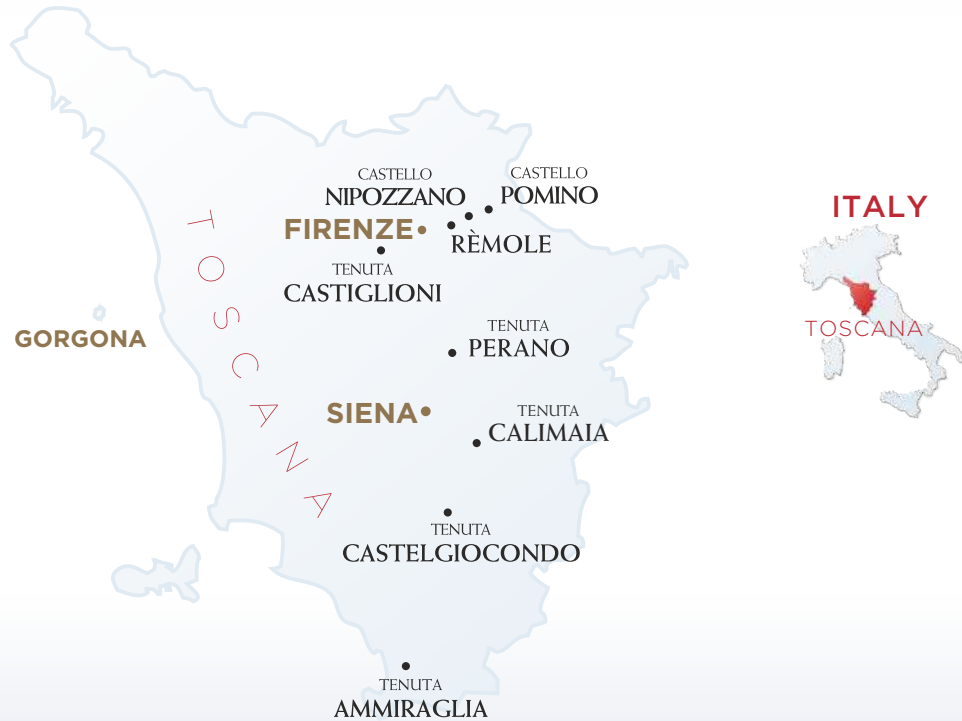 CASTELLO
NIPOZZANO
CASTELLO
POMINO
FIRENZE
RÈMOLE
TENUTA
CASTIGLIONI
TOSCANA
GORGONA
TENUTA
PERANO
SIENA
TENUTA
CALIMAIA
TENUTA
CASTELGIOCONDO
TENUTA
AMMIRAGLIA
ITALY
TOSCANA